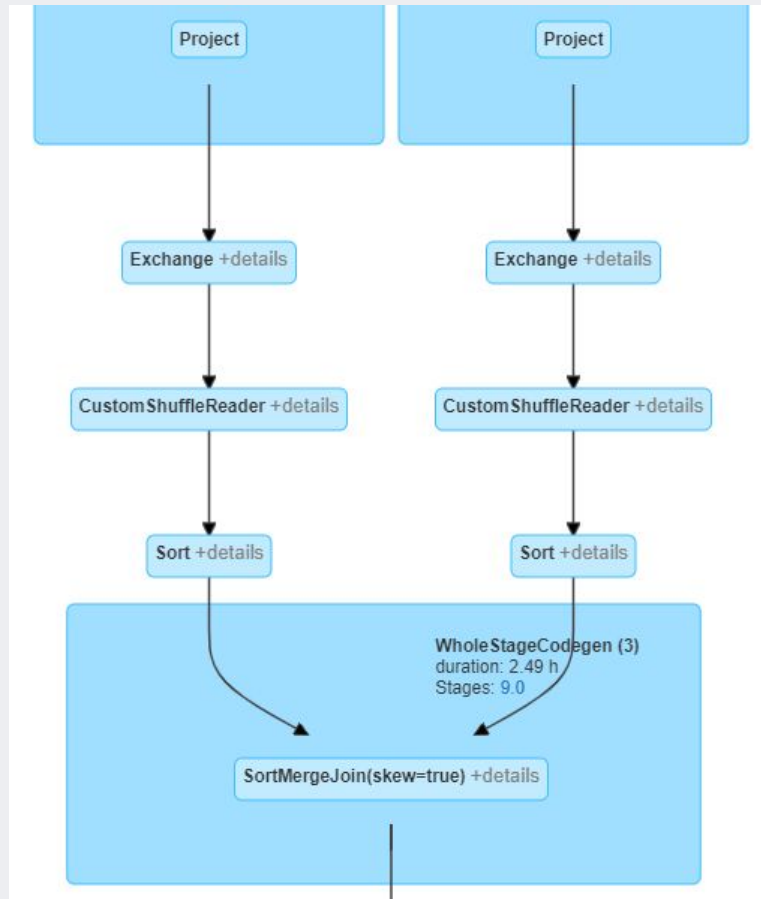 Project
Project
Exchange +details
Exchange +details
CustomShuffleReader +details
CustomShuffleReader +details
Sort +details
Sort +details
WholeStageCodegen (3)
duration: 2.49 h
Stages: 9.0
SortMergeJoin(skew=true) +details